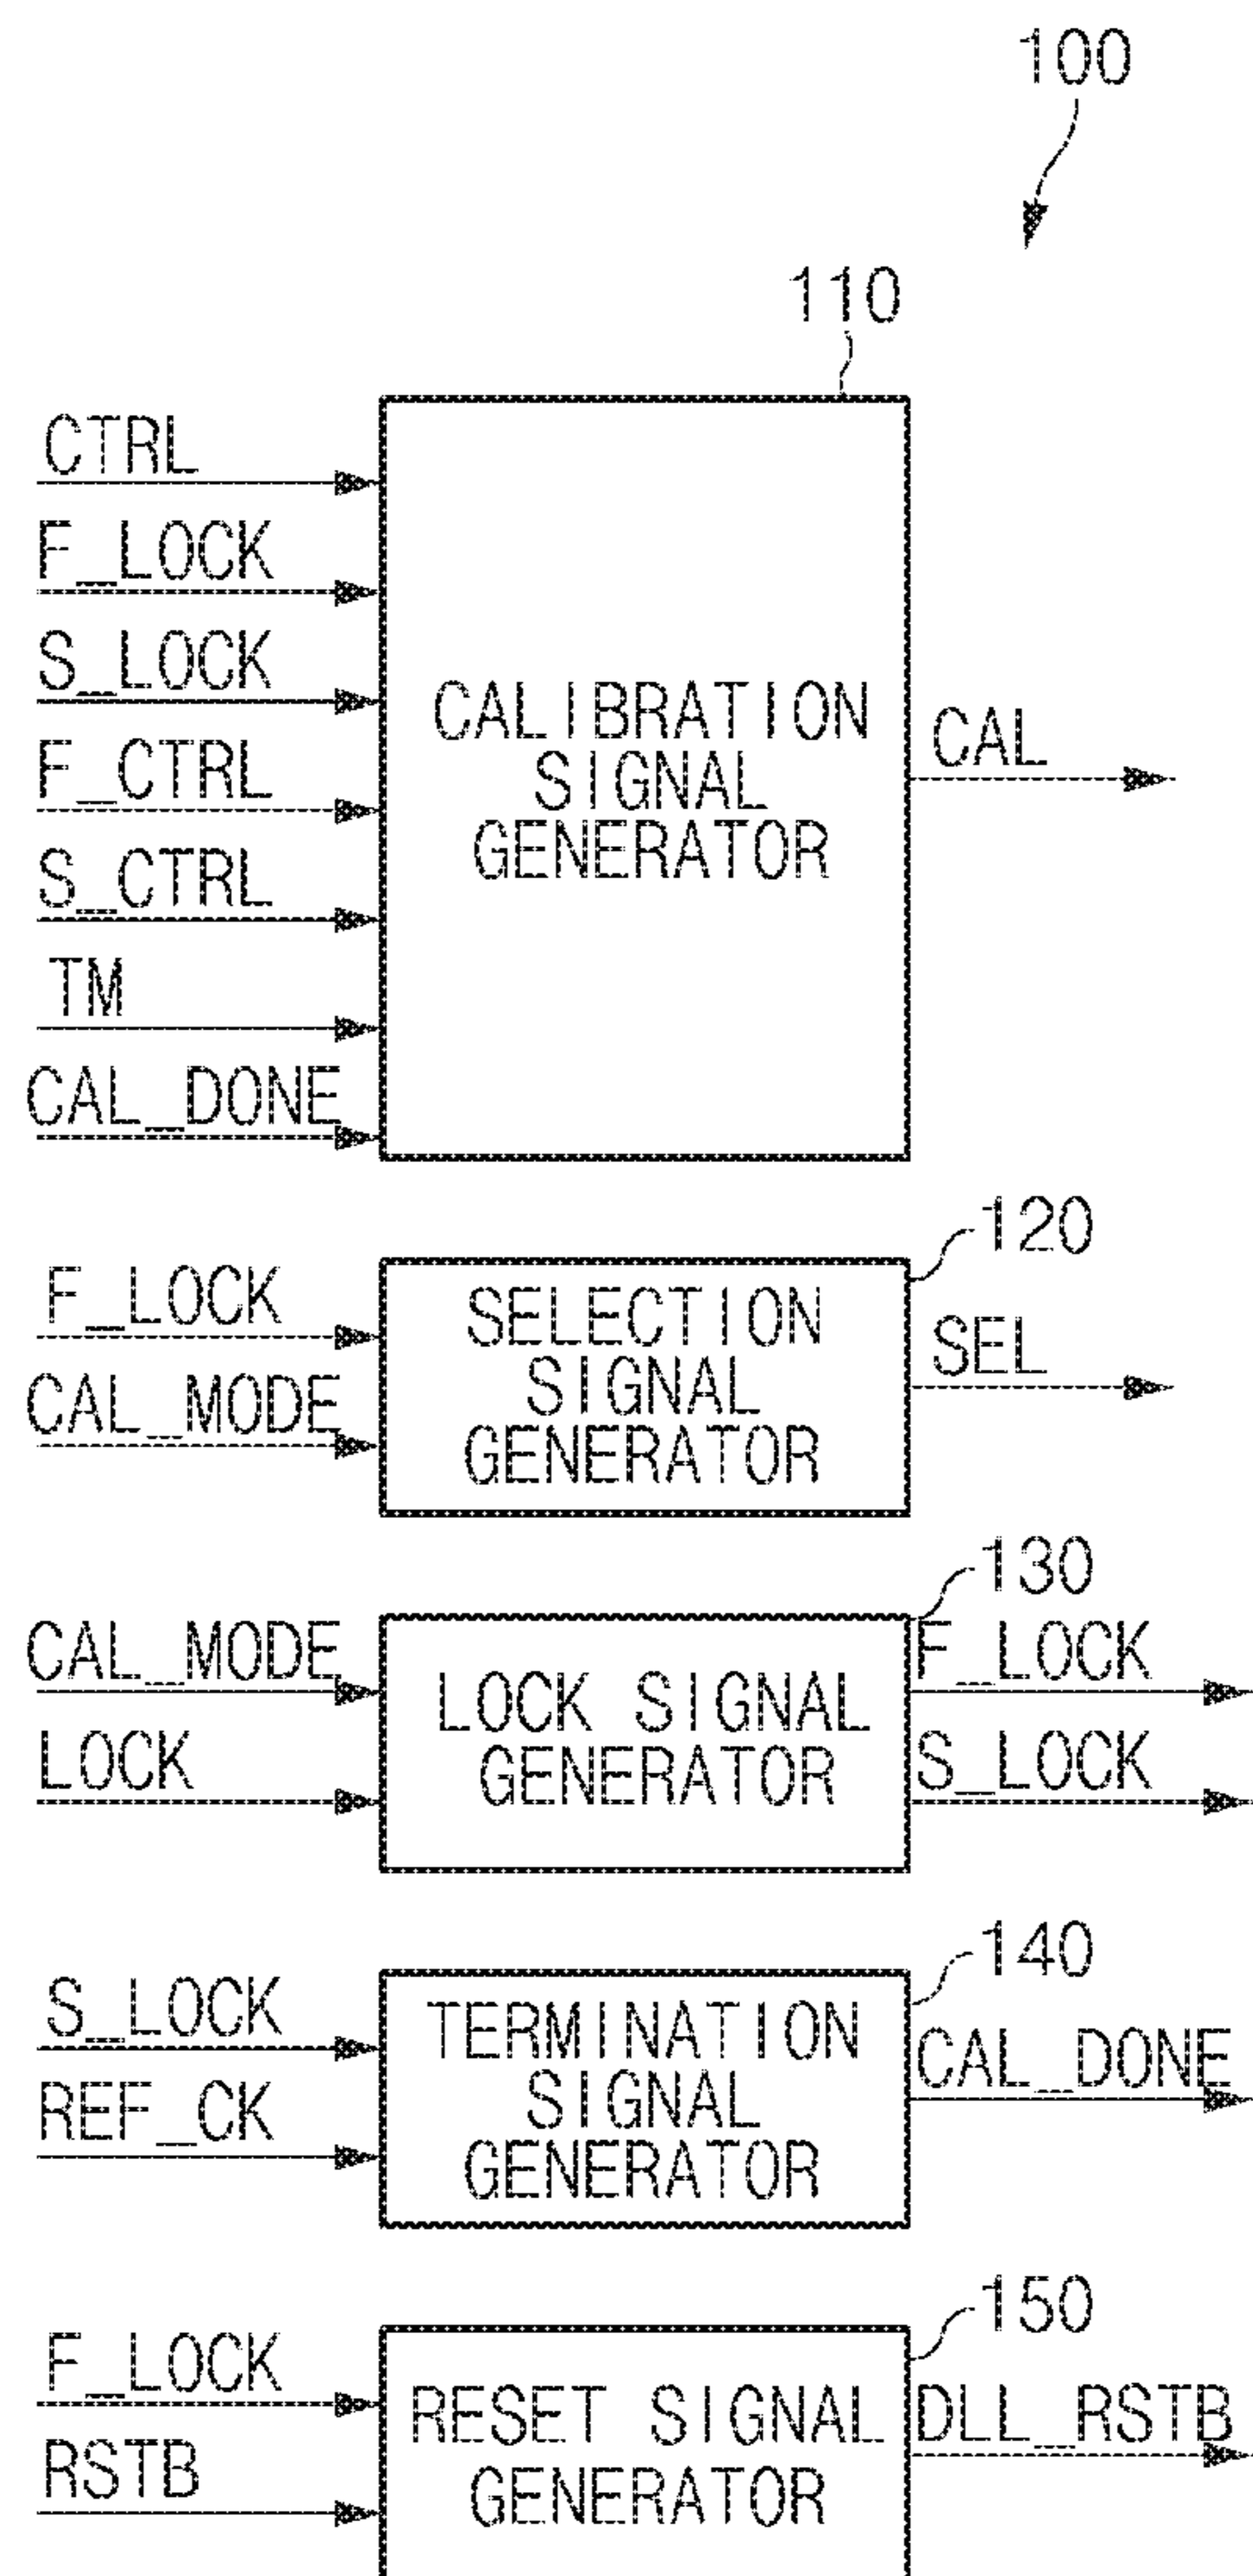 100
110
CTRL
F_LOCK
S_LOCK
F_CTRL
S_CTRL
TM
CAL_DONE
CALIBRATION
SIGNAL
GENERATOR
CAL
120
F_LOCK
CAL_MODE
SELECTION
SIGNAL
GENERATOR
SEL
130
CAL_MODE
LOCK
LOCK SIGNAL
GENERATOR
F_LOCK
S_LOCK
140
S_LOCK
REF_CK
TERMINATION
SIGNAL
GENERATOR
CAL_DONE
150
F_LOCK
RSTB
RESET SIGNAL
GENERATOR
DLL_RSTB